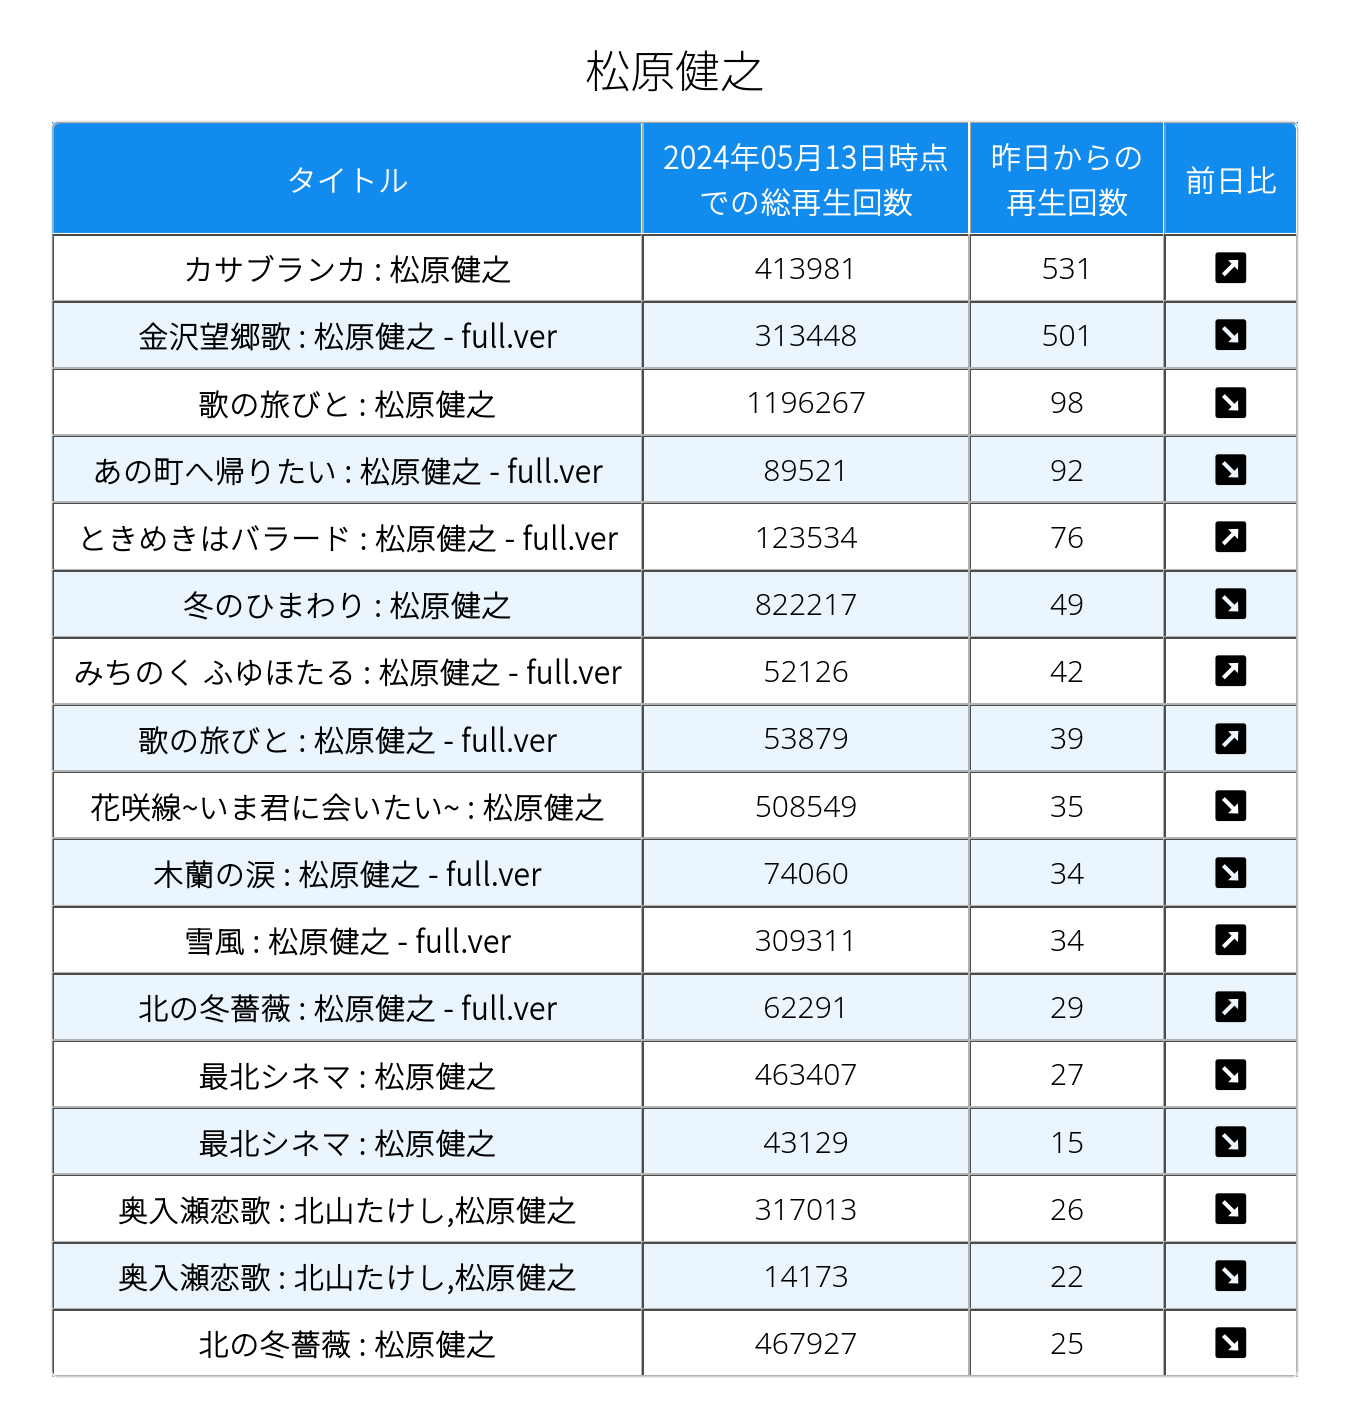 松原健之
タイトル 2024年05月13日時点での総再生回数 昨日からの再生回数 前日比
カサブランカ : 松原健之 413981 531
金沢望郷歌 : 松原健之 - full.ver 313448 501
歌の旅びと : 松原健之 1196267 98
あの町へ帰りたい : 松原健之 - full.ver 89521 92
ときめきはバラード : 松原健之 - full.ver 123534 76
冬のひまわり : 松原健之 822217 49
みちのく ふゆほたる : 松原健之 - full.ver 52126 42
歌の旅びと : 松原健之 - full.ver 53879 39
花咲線~いま君に会いたい~ : 松原健之 508549 35
木蘭の涙 : 松原健之 - full.ver 74060 34
雪風 : 松原健之 - full.ver 309311 34
北の冬薔薇 : 松原健之 - full.ver 62291 29
最北シネマ : 松原健之 463407 27
最北シネマ : 松原健之 43129 15
奥入瀬恋歌 : 北山たけし,松原健之 317013 26
奥入瀬恋歌 : 北山たけし,松原健之 14173 22
北の冬薔薇 : 松原健之 467927 25